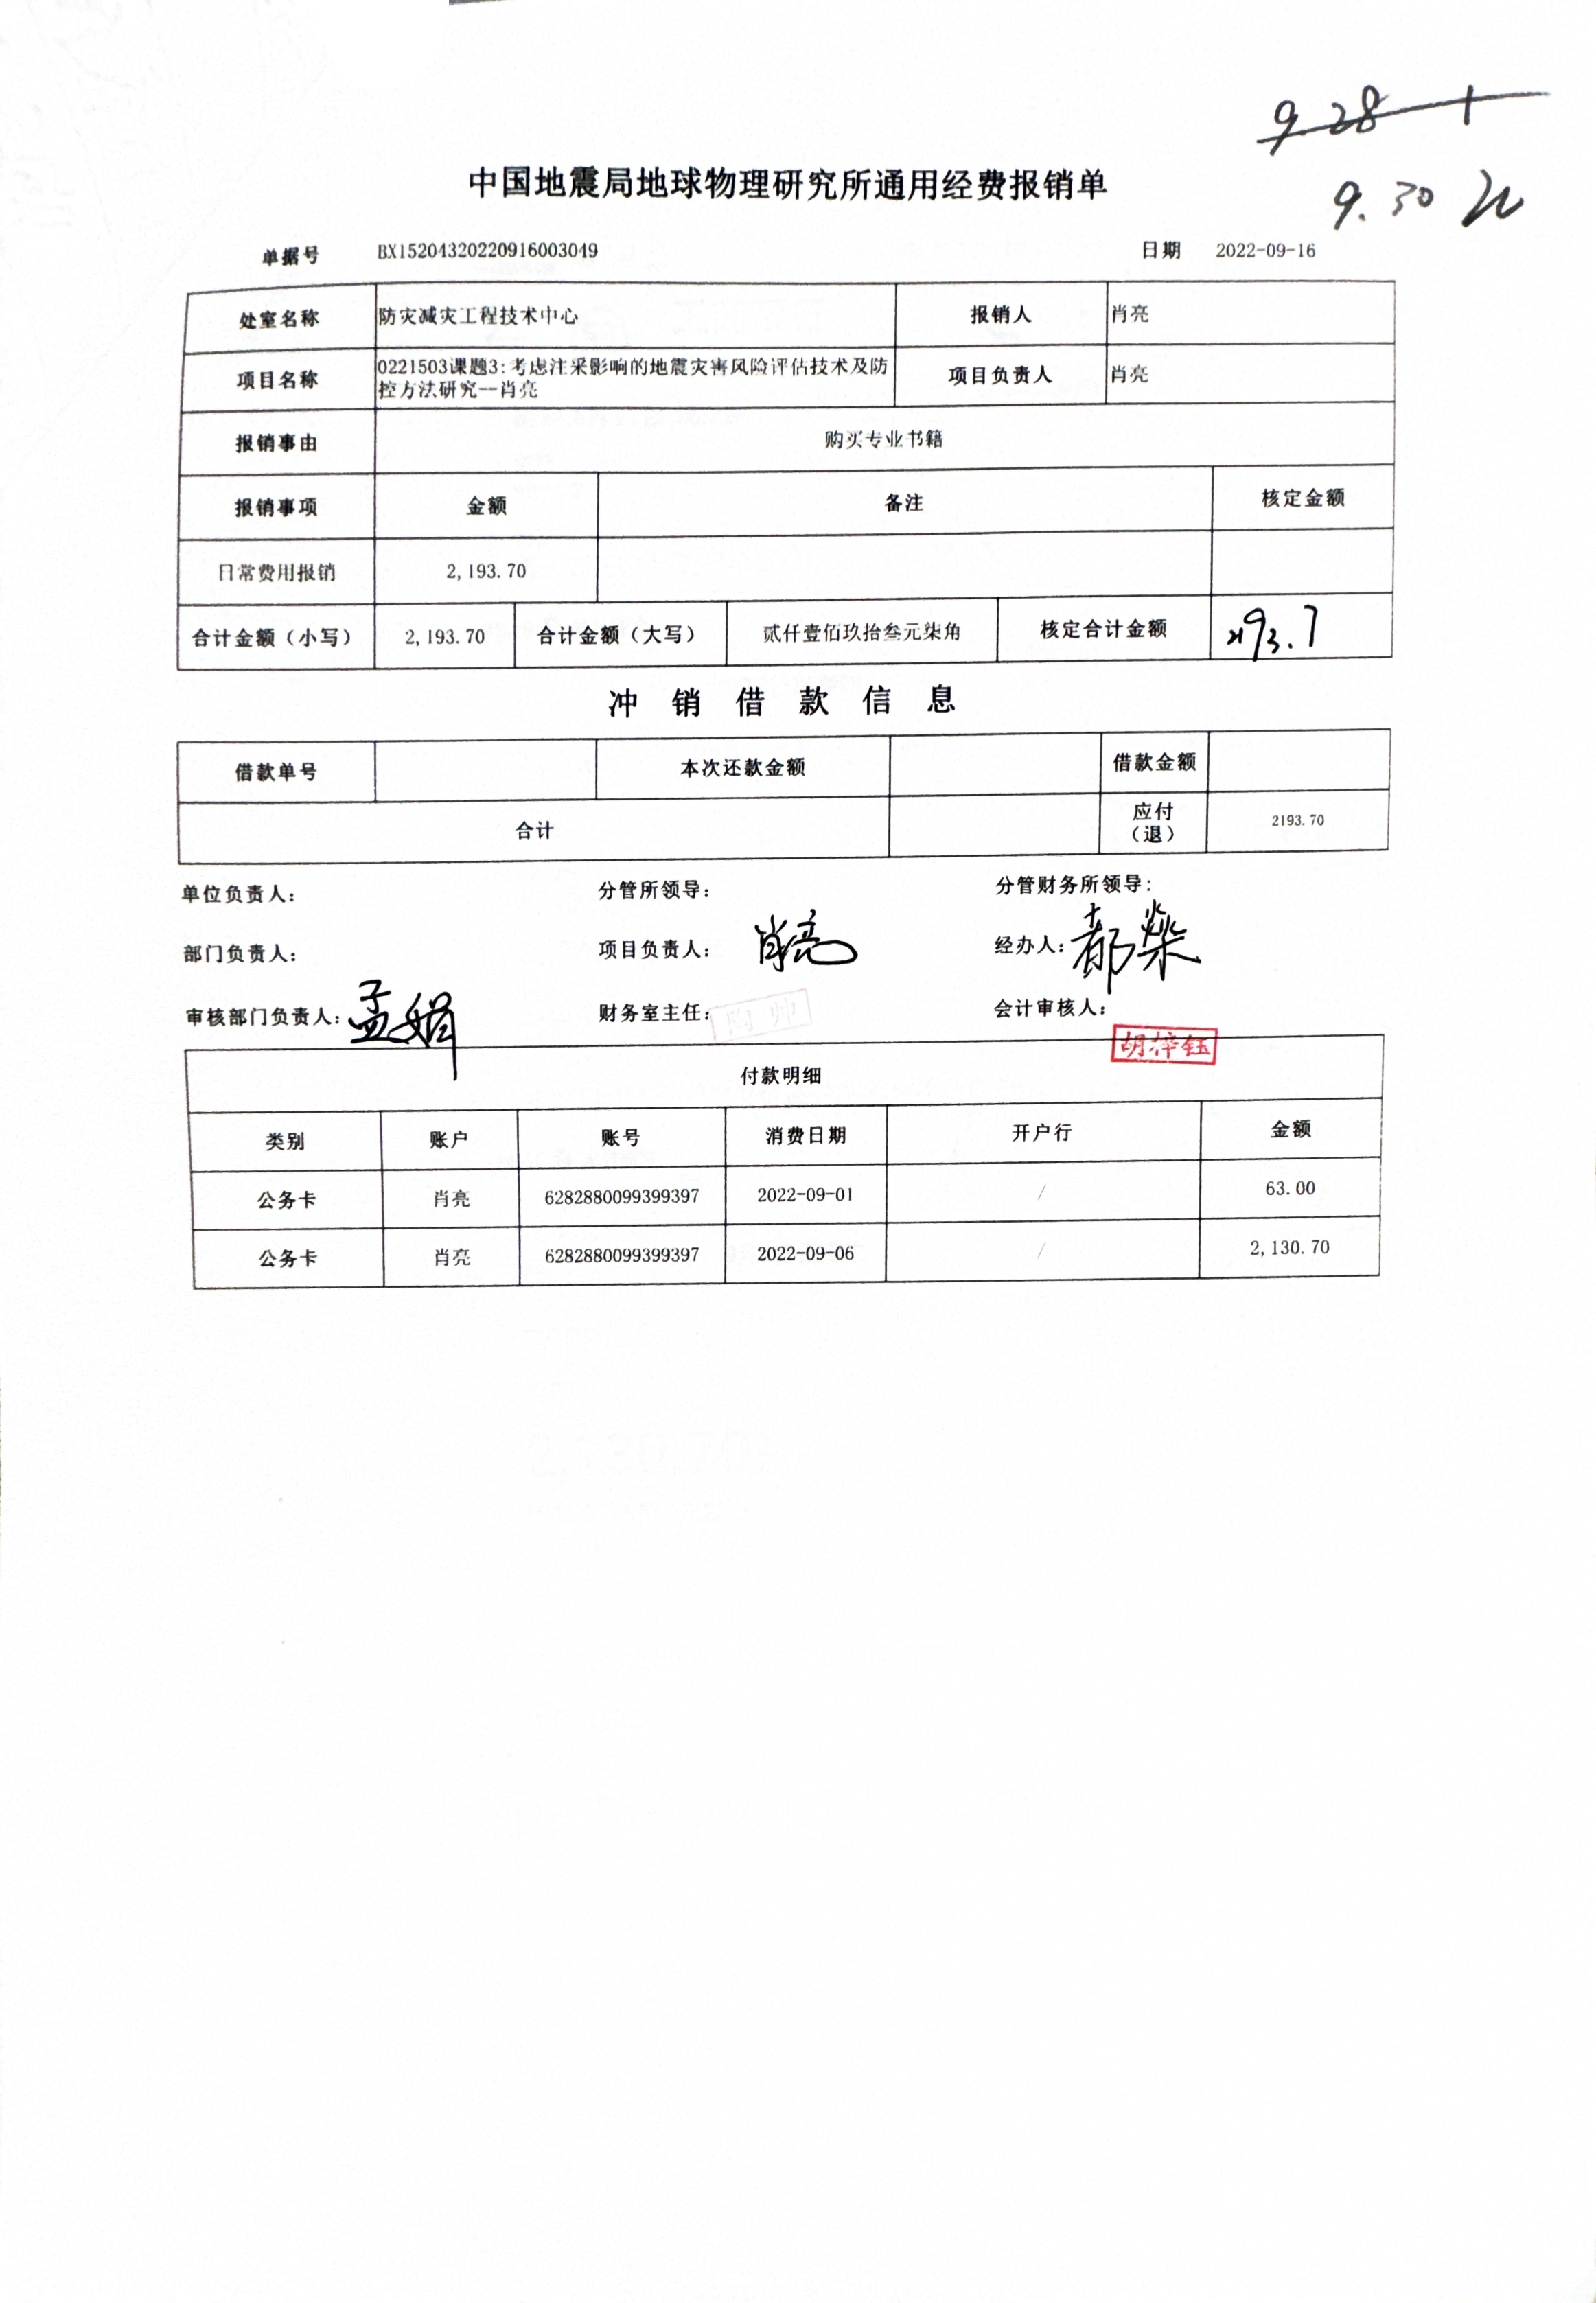 9.28
9.30
中国地震局地球物理研究所通用经费报销单
单据号 BX15204320220916003049 日期 2022-09-16
处室名称 防灾减灾工程技术中心 报销人 肖亮
项目名称 0221503课题3:考虑注采影响的地震灾害风险评估技术及防 项目负责人 肖亮
控方法研究--肖亮
报销事由 购买专业书籍
报销事项 金额 备注 核定金额
日常费用报销 2,193.70
合计金额（小写） 2,193.70 合计金额（大写） 贰仟壹佰玖拾叁元柒角 核定合计金额 2193.7
冲销借款信息
借款单号 本次还款金额 借款金额
合计 应付（退） 2193.70
单位负责人： 分管所领导： 分管财务所领导：
部门负责人： 项目负责人： 肖亮 经办人：
审核部门负责人： 孟娟 财务室主任： 会计审核人：
胡梓钰
付款明细
类别 账户 账号 消费日期 开户行 金额
公务卡 肖亮 6282880099399397 2022-09-01 / 63.00
公务卡 肖亮 6282880099399397 2022-09-06 / 2,130.70